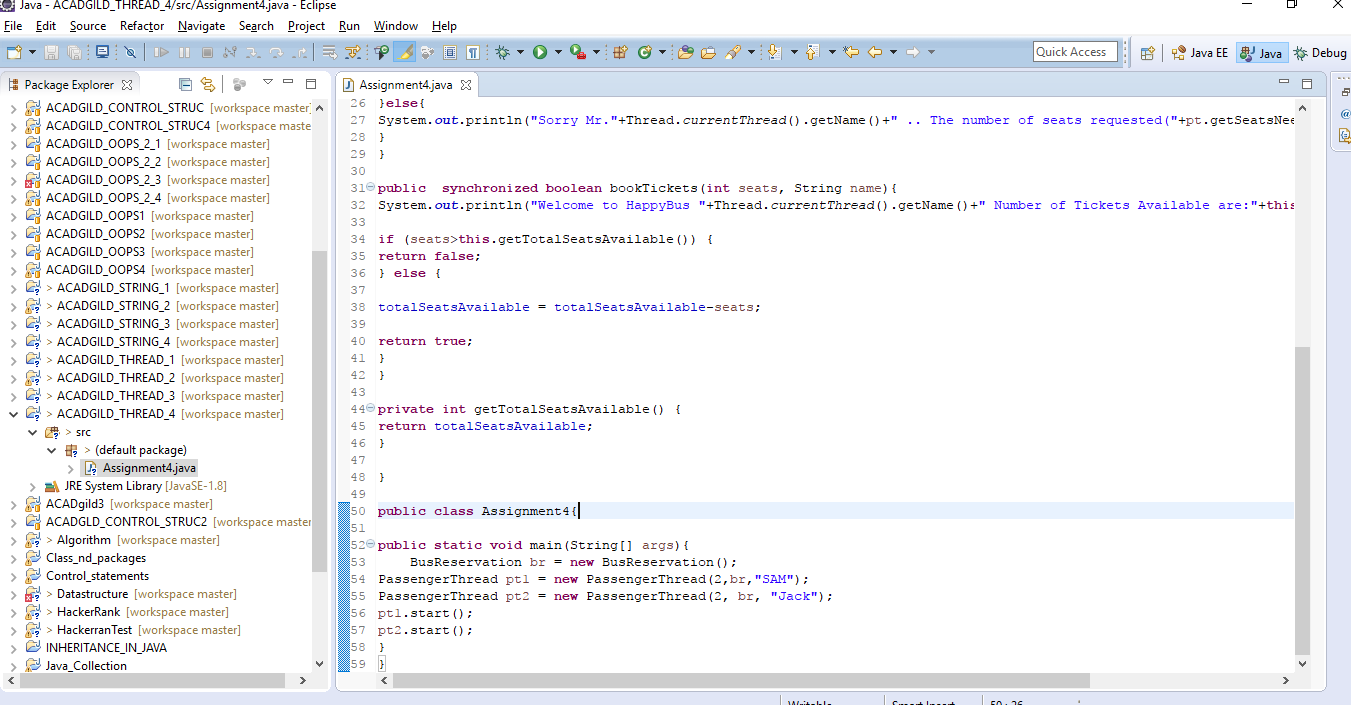 Java - ACADGILD_THREAD_4/src/Assignment4.java - Eclipse
File Edit Source Refactor Navigate Search Project Run Window Help
Quick Access Java EE Java Debug
Package Explorer
ACADGILD_CONTROL_STRUC [workspace master]
ACADGILD_CONTROL_STRUC4 [workspace maste
ACADGILD_OOPS_2_1 [workspace master]
ACADGILD_OOPS_2_2 [workspace master]
ACADGILD_OOPS_2_3 [workspace master]
ACADGILD_OOPS_2_4 [workspace master]
ACADGILD_OOPS1 [workspace master]
ACADGILD_OOPS2 [workspace master]
ACADGILD_OOPS3 [workspace master]
ACADGILD_OOPS4 [workspace master]
> ACADGILD_STRING_1 [workspace master]
> ACADGILD_STRING_2 [workspace master]
> ACADGILD_STRING_3 [workspace master]
> ACADGILD_STRING_4 [workspace master]
> ACADGILD_THREAD_1 [workspace master]
> ACADGILD_THREAD_2 [workspace master]
> ACADGILD_THREAD_3 [workspace master]
> ACADGILD_THREAD_4 [workspace master]
> src
> (default package)
Assignment4.java
JRE System Library [JavaSE-1.8]
ACADgild3 [workspace master]
ACADGLD_CONTROL_STRUC2 [workspace master
> Algorithm [workspace master]
Class_nd_packages
Control_statements
> Datastructure [workspace master]
> HackerRank [workspace master]
> HackerranTest [workspace master]
INHERITANCE_IN_JAVA
Java_Collection
Assignment4.java
26 }else{
27 System.out.println("Sorry Mr."+Thread.currentThread().getName()+" .. The number of seats requested("+pt.getSeatsNee
28 }
29 }
30
31 public  synchronized boolean bookTickets(int seats, String name){
32 System.out.println("Welcome to HappyBus "+Thread.currentThread().getName()+" Number of Tickets Available are:"+this
33
34 if (seats>this.getTotalSeatsAvailable()) {
35 return false;
36 } else {
37
38 totalSeatsAvailable = totalSeatsAvailable-seats;
39
40 return true;
41 }
42 }
43
44 private int getTotalSeatsAvailable() {
45 return totalSeatsAvailable;
46 }
47
48 }
49
50 public class Assignment4{
51
52 public static void main(String[] args){
53     BusReservation br = new BusReservation();
54 PassengerThread pt1 = new PassengerThread(2,br,"SAM");
55 PassengerThread pt2 = new PassengerThread(2, br, "Jack");
56 pt1.start();
57 pt2.start();
58 }
59 }
Writable Smart Insert 50 : 26